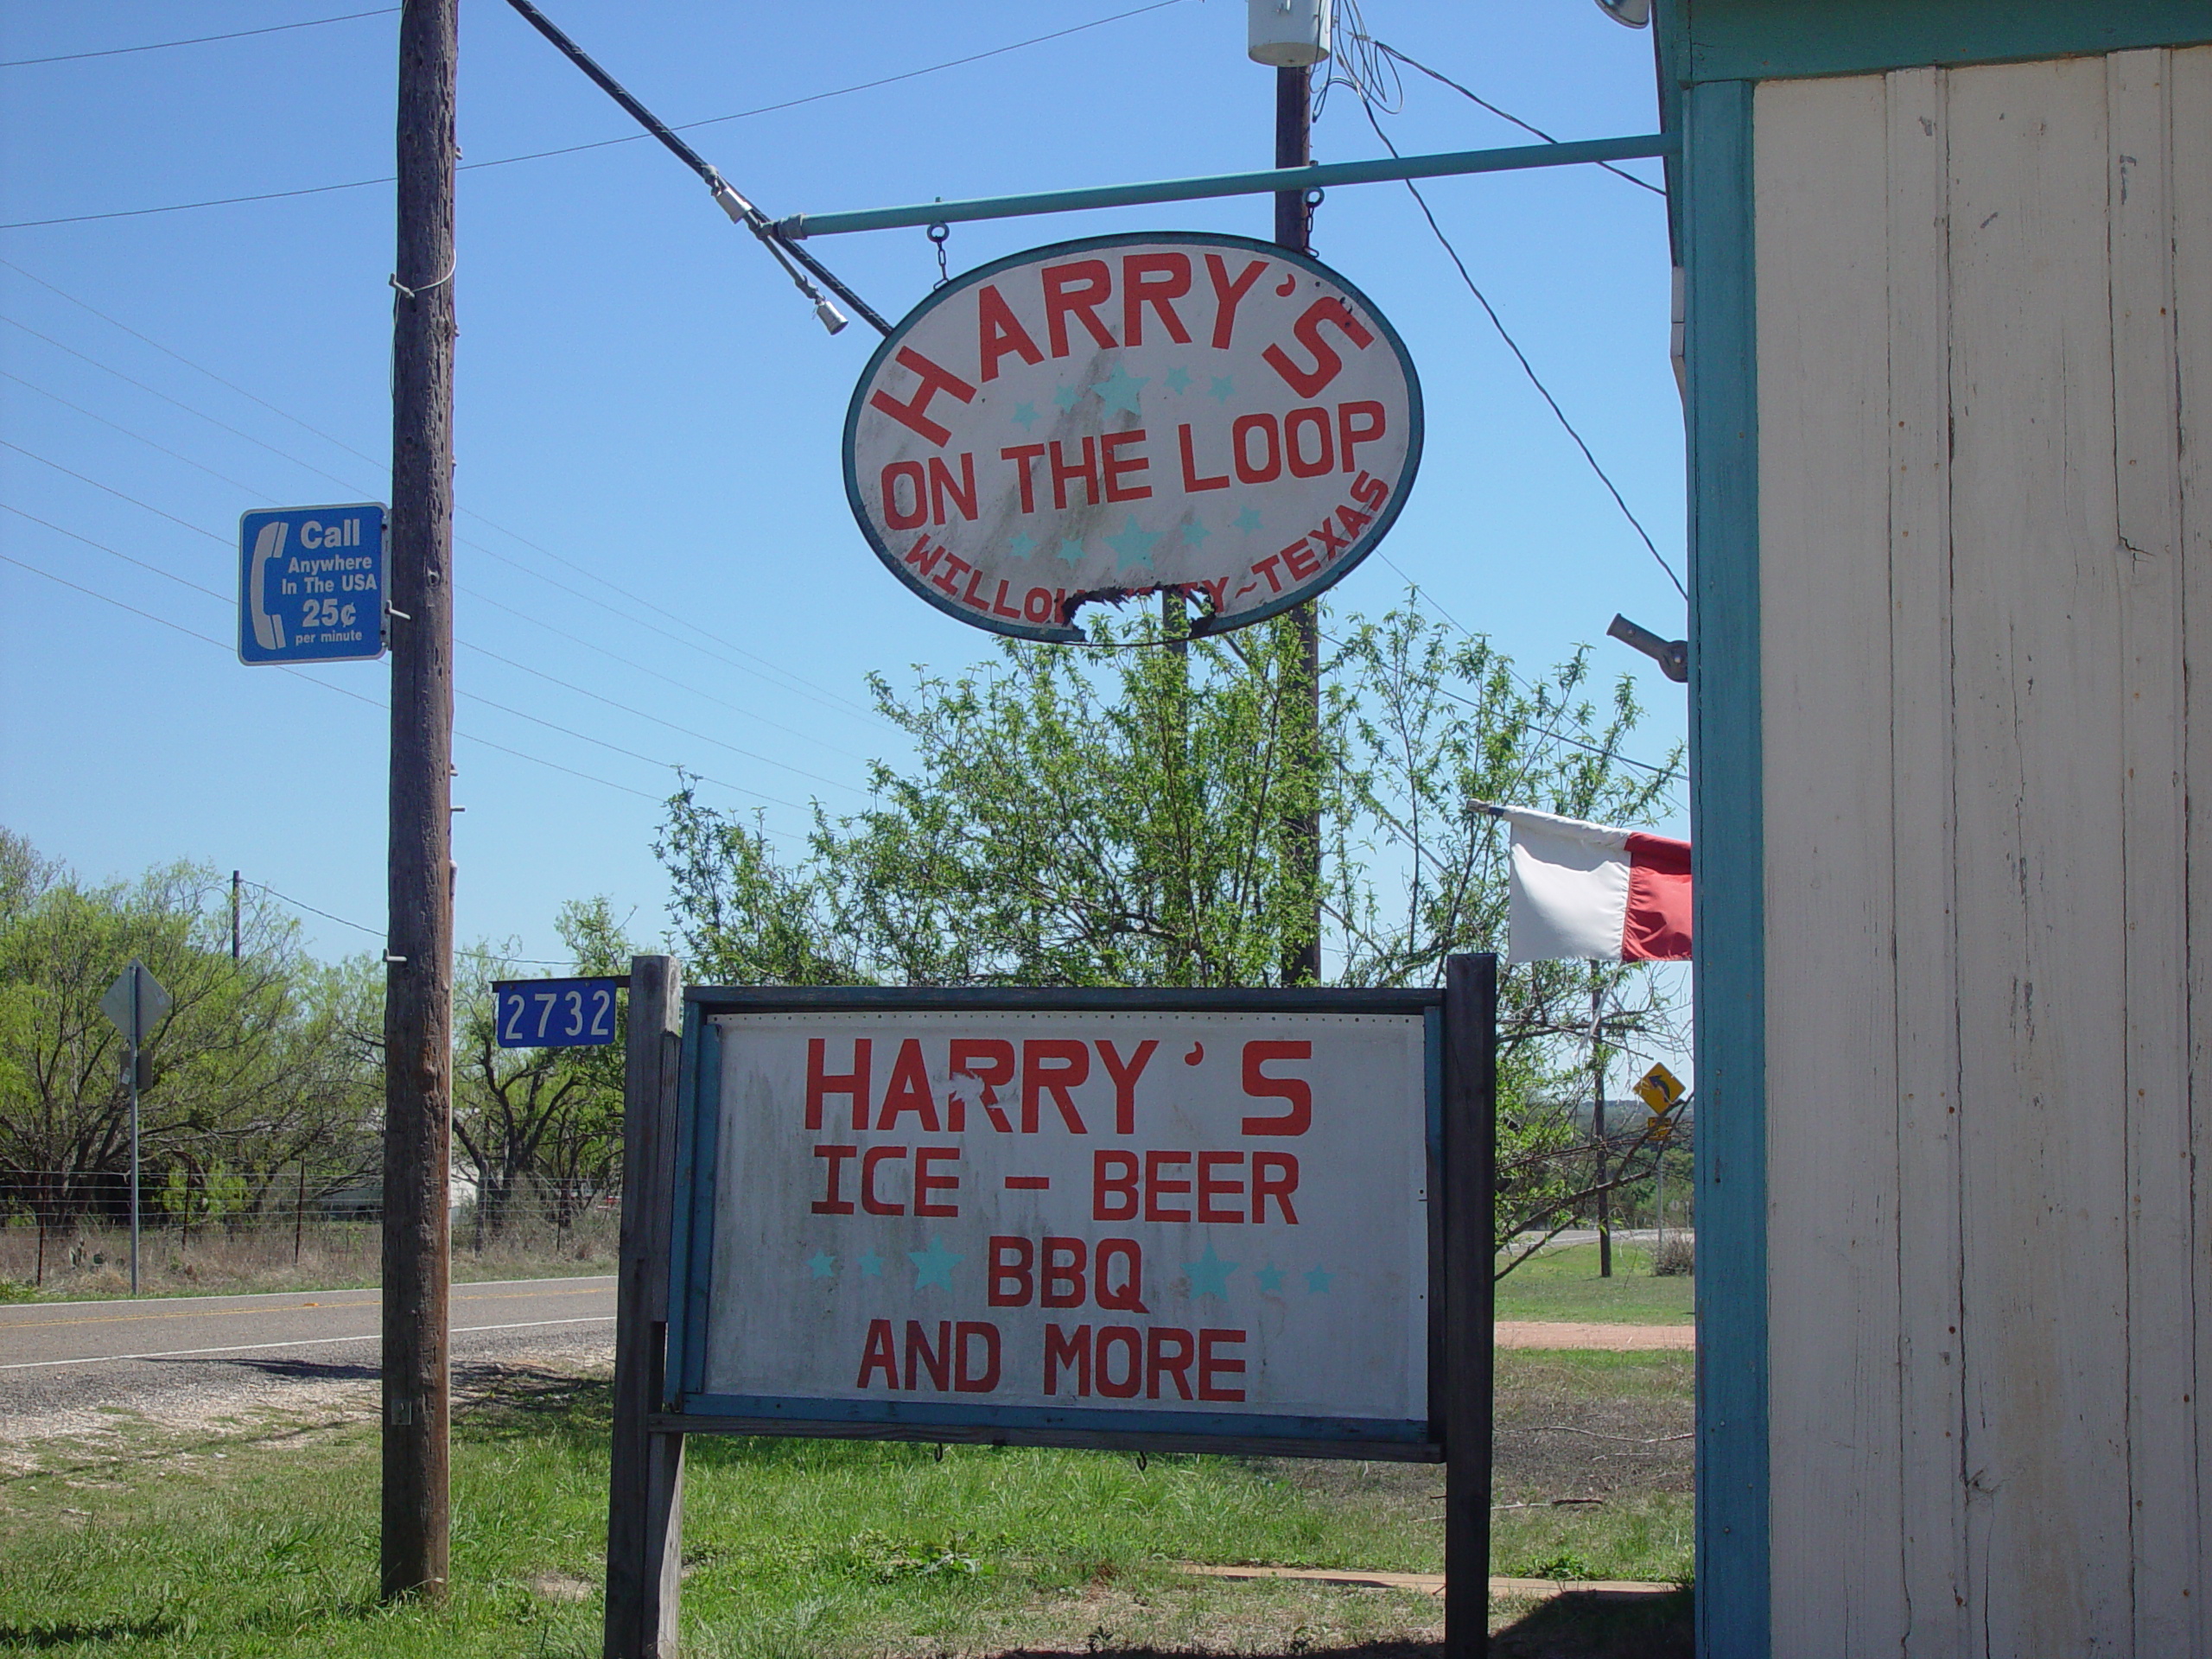 HARRY'S
ON THE LOOP
TEXAS
Call
Anywhere
In The USA
25¢
per minute
2732
HARRY'S
ICE - BEER
BBQ
AND MORE